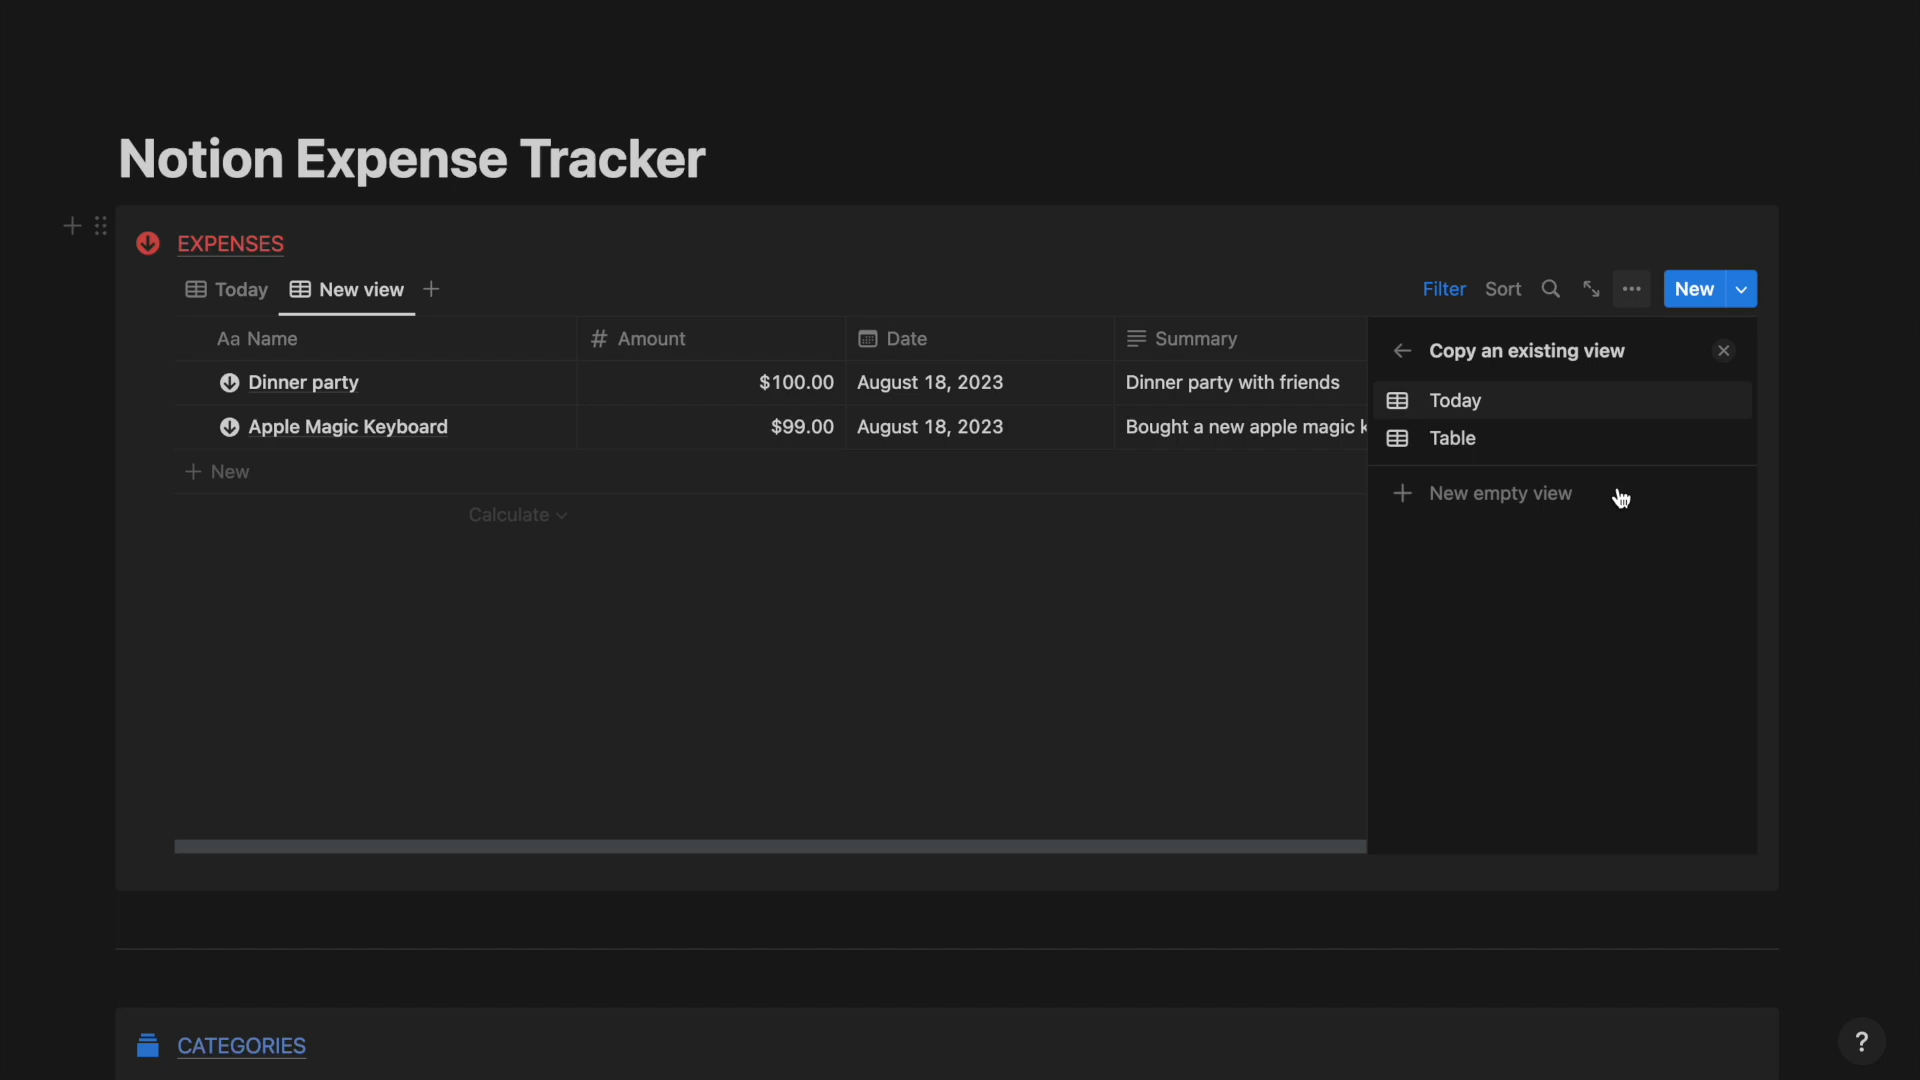 Notion Expense Tracker
EXPENSES
Today New view
Filter Sort New
Aa Name # Amount Date Summary
Dinner party $100.00 August 18, 2023 Dinner party with friends
Apple Magic Keyboard $99.00 August 18, 2023 Bought a new apple magic k
+ New
Calculate
Copy an existing view
Today
Table
New empty view
CATEGORIES
?